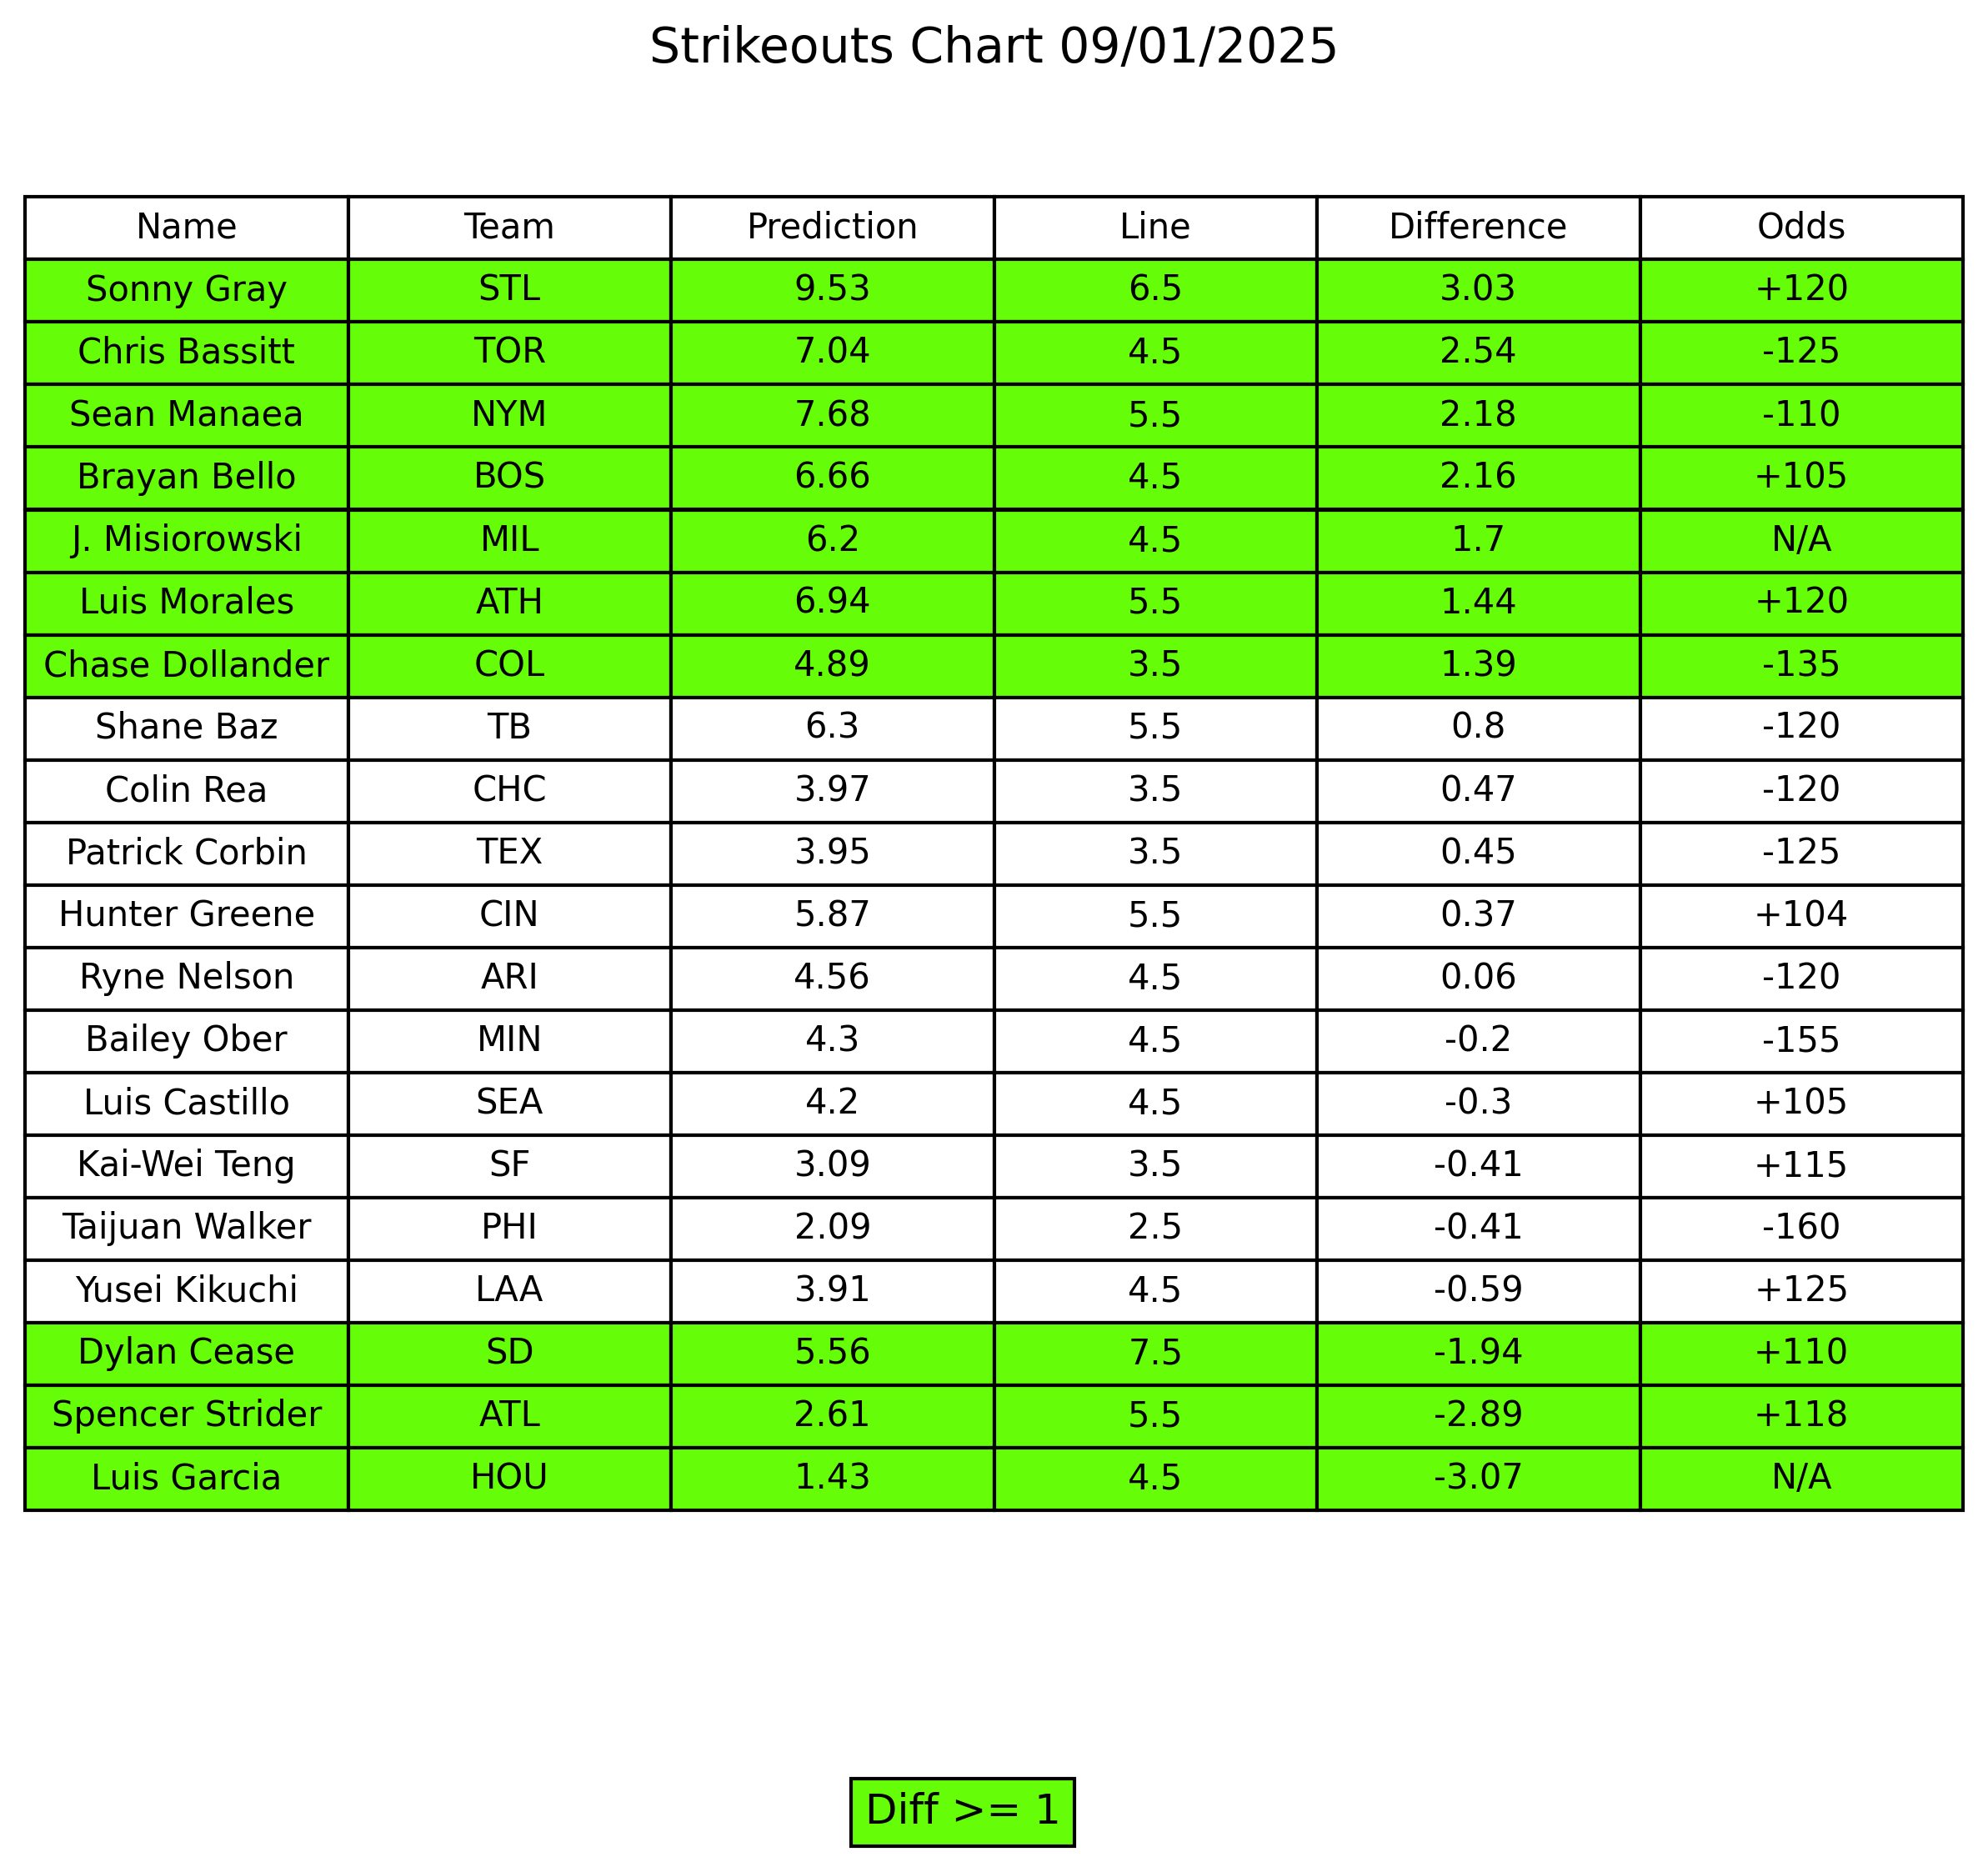 Strikeouts Chart 09/01/2025
Name Team Prediction Line Difference Odds
Sonny Gray STL 9.53 6.5 3.03 +120
Chris Bassitt TOR 7.04 4.5 2.54 -125
Sean Manaea NYM 7.68 5.5 2.18 -110
Brayan Bello BOS 6.66 4.5 2.16 +105
J. Misiorowski MIL 6.2 4.5 1.7 N/A
Luis Morales ATH 6.94 5.5 1.44 +120
Chase Dollander COL 4.89 3.5 1.39 -135
Shane Baz TB 6.3 5.5 0.8 -120
Colin Rea CHC 3.97 3.5 0.47 -120
Patrick Corbin TEX 3.95 3.5 0.45 -125
Hunter Greene CIN 5.87 5.5 0.37 +104
Ryne Nelson ARI 4.56 4.5 0.06 -120
Bailey Ober MIN 4.3 4.5 -0.2 -155
Luis Castillo SEA 4.2 4.5 -0.3 +105
Kai-Wei Teng SF 3.09 3.5 -0.41 +115
Taijuan Walker PHI 2.09 2.5 -0.41 -160
Yusei Kikuchi LAA 3.91 4.5 -0.59 +125
Dylan Cease SD 5.56 7.5 -1.94 +110
Spencer Strider ATL 2.61 5.5 -2.89 +118
Luis Garcia HOU 1.43 4.5 -3.07 N/A
Diff >= 1